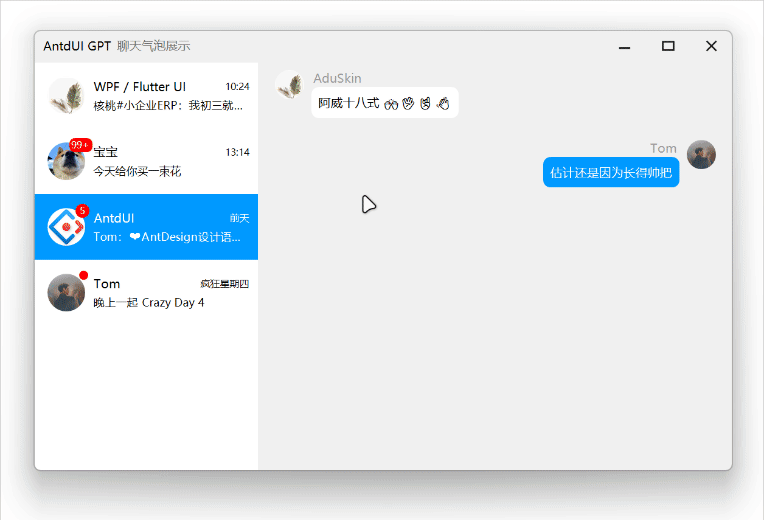 AntdUI GPT 聊天气泡展示
WPF / Flutter UI 10:24
核桃#小企业ERP：我初三就...
99+
宝宝 13:14
今天给你买一束花
5
AntdUI 前天
Tom：❤AntDesign设计语...
Tom 疯狂星期四
晚上一起 Crazy Day 4
AduSkin
阿威十八式
Tom
估计还是因为长得帅把